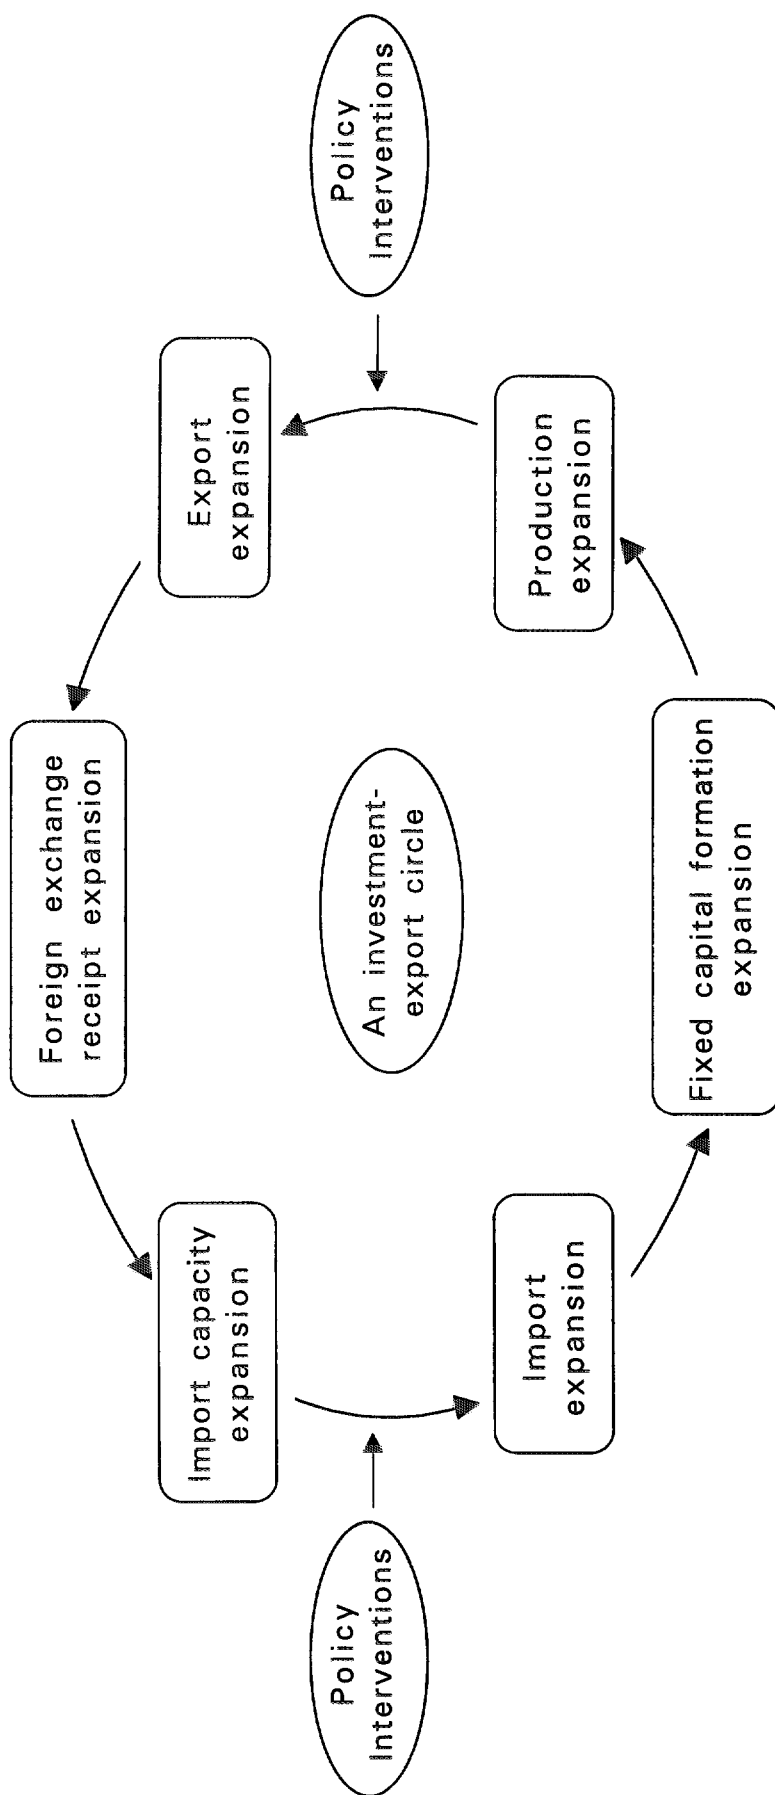 Foreign exchange
receipt expansion
Import capacity
expansion
Export
expansion
Policy
Interventions
An investment-
export circle
Policy
Interventions
Import
expansion
Production
expansion
Fixed capital formation
expansion